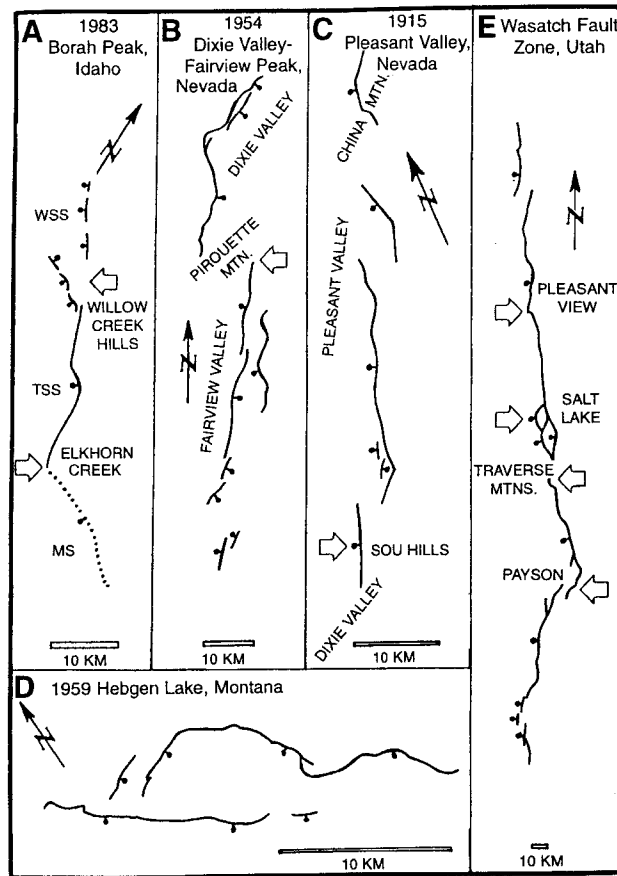 A
1983
Borah Peak,
Idaho
N
WSS
WILLOW
CREEK
HILLS
TSS
ELKHORN
CREEK
MS
10 KM
B
1954
Dixie Valley-
Fairview Peak,
Nevada
DIXIE VALLEY
PIROUETTE
MTN.
N
FAIRVIEW VALLEY
10 KM
C
1915
Pleasant Valley,
Nevada
CHINA MTN.
N
PLEASANT VALLEY
SOU HILLS
DIXIE VALLEY
10 KM
D
1959 Hebgen Lake, Montana
N
10 KM
E
Wasatch Fault
Zone, Utah
N
PLEASANT
VIEW
SALT
LAKE
TRAVERSE
MTNS.
PAYSON
10 KM